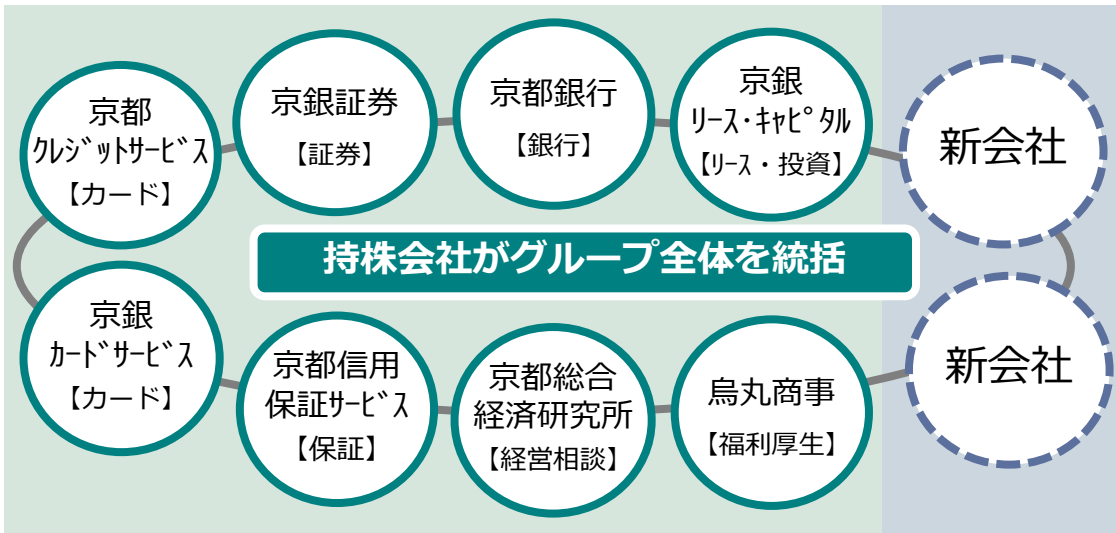 京都
ｸﾚｼﾞｯﾄｻｰﾋﾞｽ
【カード】
京銀証券
【証券】
京都銀行
【銀行】
京銀
ﾘｰｽ・ｷｬﾋﾟﾀﾙ
【ﾘｰｽ・投資】
新会社
持株会社がグループ全体を統括
京銀
ｶｰﾄﾞｻｰﾋﾞｽ
【カード】
京都信用
保証ｻｰﾋﾞｽ
【保証】
京都総合
経済研究所
【経営相談】
烏丸商事
【福利厚生】
新会社